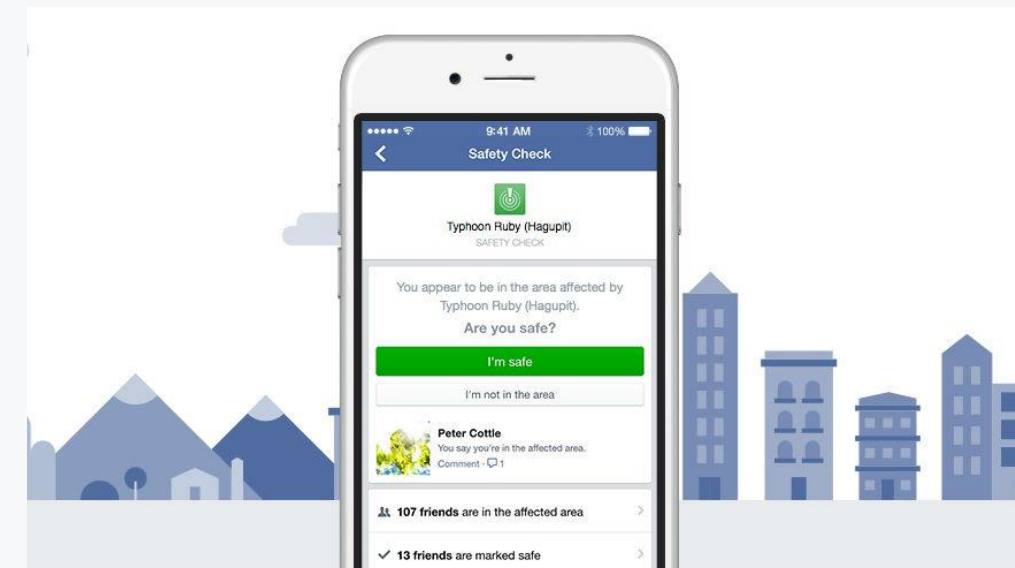 9:41 AM 100%
Safety Check
Typhoon Ruby (Hagupit)
SAFETY CHECK
You appear to be in the area affected by
Typhoon Ruby (Hagupit).
Are you safe?
I'm safe
I'm not in the area
Peter Cottle
You say you're in the affected area.
Comment · 1
107 friends are in the affected area
13 friends are marked safe